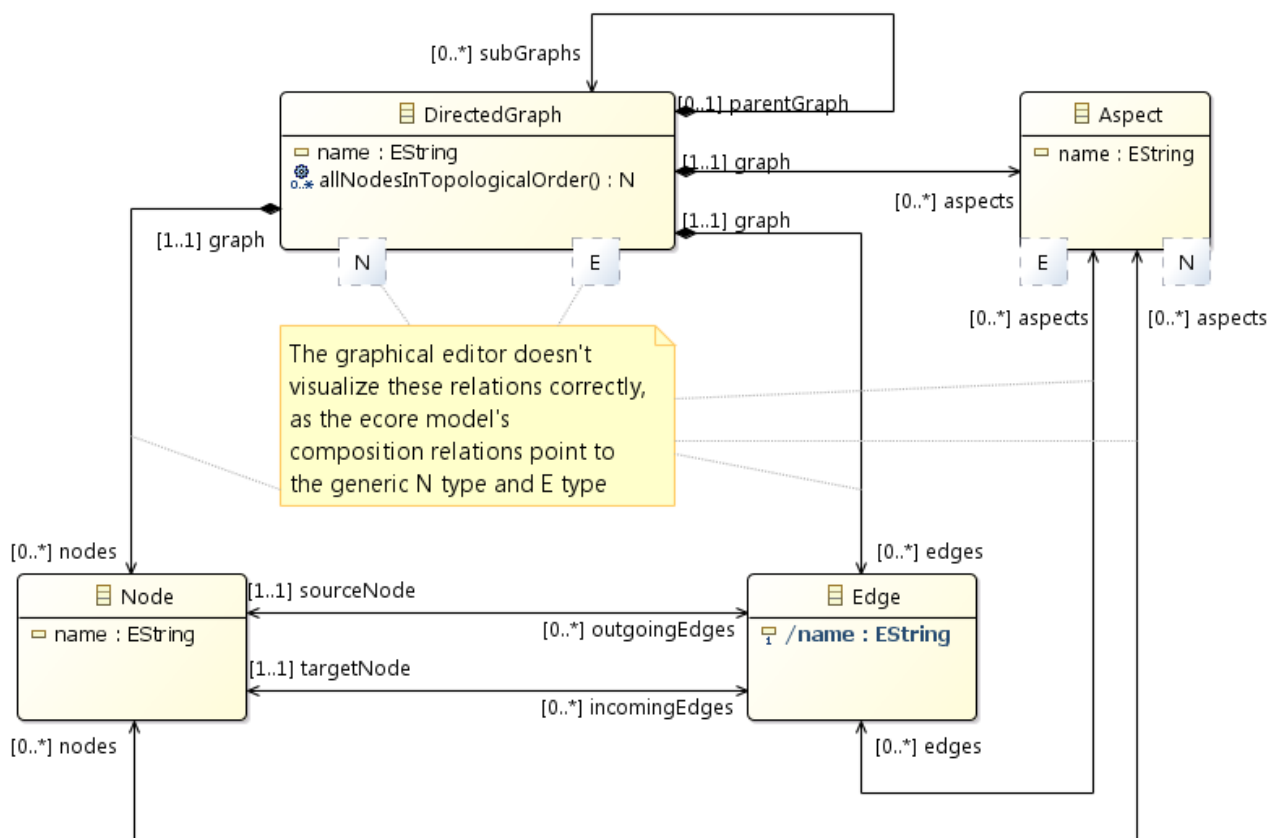 [0..*] subGraphs
DirectedGraph
[0..1] parentGraph
Aspect
name : EString
0..* allNodesInTopologicalOrder() : N
[1..1] graph
name : EString
[0..*] aspects
[1..1] graph
[1..1] graph
N
E
E
N
[0..*] aspects
[0..*] aspects
The graphical editor doesn't
visualize these relations correctly,
as the ecore model's
composition relations point to
the generic N type and E type
[0..*] nodes
[0..*] edges
Node
name : EString
[1..1] sourceNode
[0..*] outgoingEdges
[1..1] targetNode
[0..*] incomingEdges
Edge
1 /name : EString
[0..*] nodes
[0..*] edges